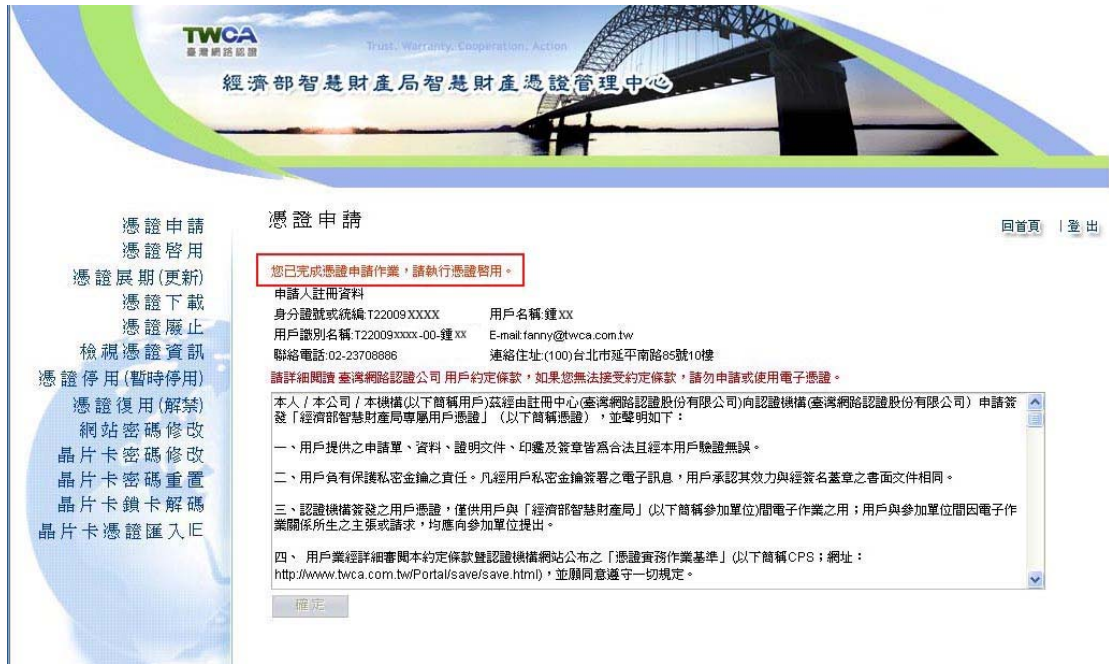 TWCA
臺灣網路認證
Trust. Warranty. Cooperation. Action
經濟部智慧財產局智慧財產憑證管理中心
憑證申請
憑證啓用
憑證展期(更新)
憑證下載
憑證廢止
檢視憑證資訊
憑證停用(暫時停用)
憑證復用(解禁)
網站密碼修改
晶片卡密碼修改
晶片卡密碼重置
晶片卡鎖卡解碼
晶片卡憑證匯入IE
憑證申請
回首頁 | 登出
您已完成憑證申請作業，請執行憑證啓用。
申請人註冊資料
身分證號或統編:T22009XXXX 用戶名稱:鍾XX
用戶識別名稱:T22009xxxx-00-鍾xx E-mail:fanny@twca.com.tw
聯絡電話:02-23708886 連絡住址:(100)台北市延平南路85號10樓
請詳細閱讀 臺灣網路認證公司 用戶約定條款，如果您無法接受約定條款，請勿申請或使用電子憑證。
本人 / 本公司 / 本機構(以下簡稱用戶)茲經由註冊中心(臺灣網路認證股份有限公司)向認證機構(臺灣網路認證股份有限公司) 申請簽
發「經濟部智慧財產局專屬用戶憑證」 (以下簡稱憑證) ，並聲明如下：
一、用戶提供之申請單、資料、證明文件、印鑑及簽章皆爲合法且經本用戶驗證無誤。
二、用戶負有保護私密金鑰之責任。凡經用戶私密金鑰簽署之電子訊息，用戶承認其效力與經簽名蓋章之書面文件相同。
三、認證機構簽發之用戶憑證，僅供用戶與「經濟部智慧財產局」(以下簡稱參加單位)間電子作業之用；用戶與參加單位間因電子作
業關係所生之主張或請求，均應向參加單位提出。
四、 用戶業經詳細審閱本約定條款暨認證機構網站公布之「憑證實務作業基準」(以下簡稱CPS；網址：
http://www.twca.com.tw/Portal/save/save.html)，並願同意遵守一切規定。
確定